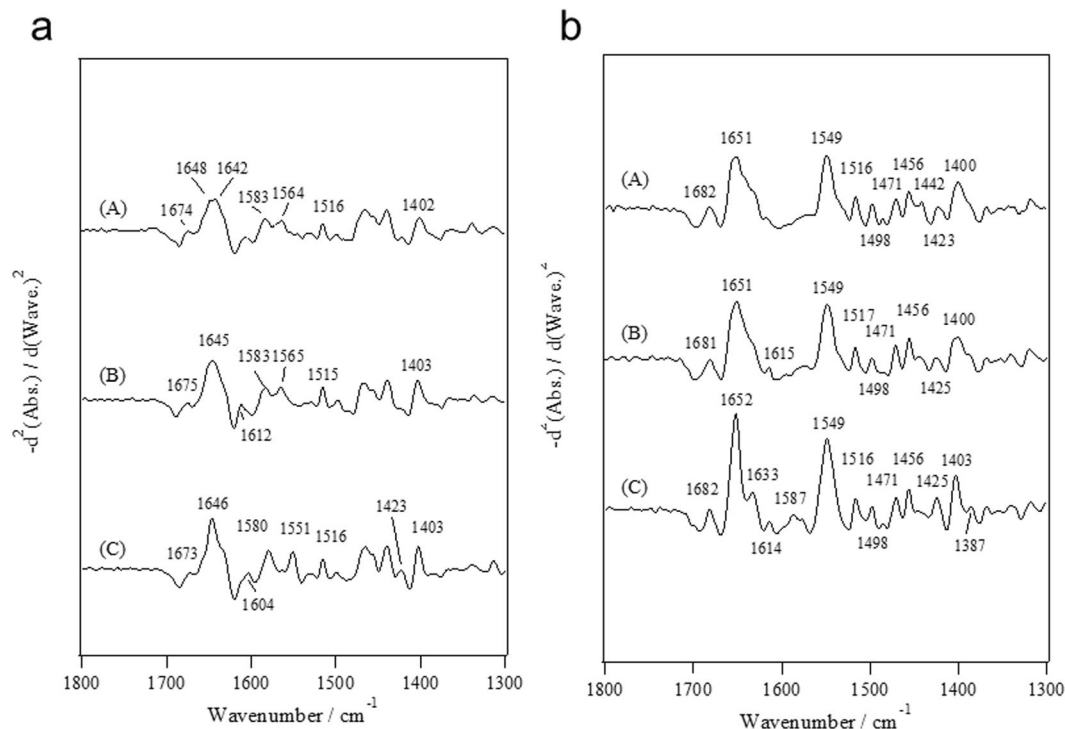 a
b
-d²(Abs.) / d(Wave.)²
1648 1642
1583 1564
1674
1516
1402
(A)
1645
1583 1565
1675
1515
1403
(B)
1612
1646
1580 1551
1423
1516
1403
1673
(C)
1604
1800 1700 1600 1500 1400 1300
Wavenumber / cm⁻¹
-d⁴(Abs.) / d(Wave.)⁴
1651
1549
1516 1456 1400
1471 1442
1682
(A)
1498 1423
1651
1549
1517 1456 1400
1471
1681
1615
(B)
1498 1425
1652
1549
1516 1456 1403
1633
1471 1425
1682
1587
(C)
1614
1498
1387
1800 1700 1600 1500 1400 1300
Wavenumber / cm⁻¹